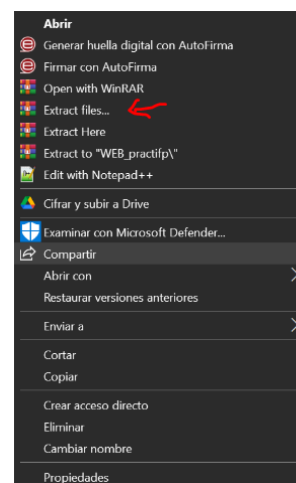 Abrir
Generar huella digital con AutoFirma
Firmar con AutoFirma
Open with WinRAR
Extract files...
Extract Here
Extract to "WEB_practifp\"
Edit with Notepad++
Cifrar y subir a Drive
Examinar con Microsoft Defender...
Compartir
Abrir con
Restaurar versiones anteriores
Enviar a
Cortar
Copiar
Crear acceso directo
Eliminar
Cambiar nombre
Propiedades